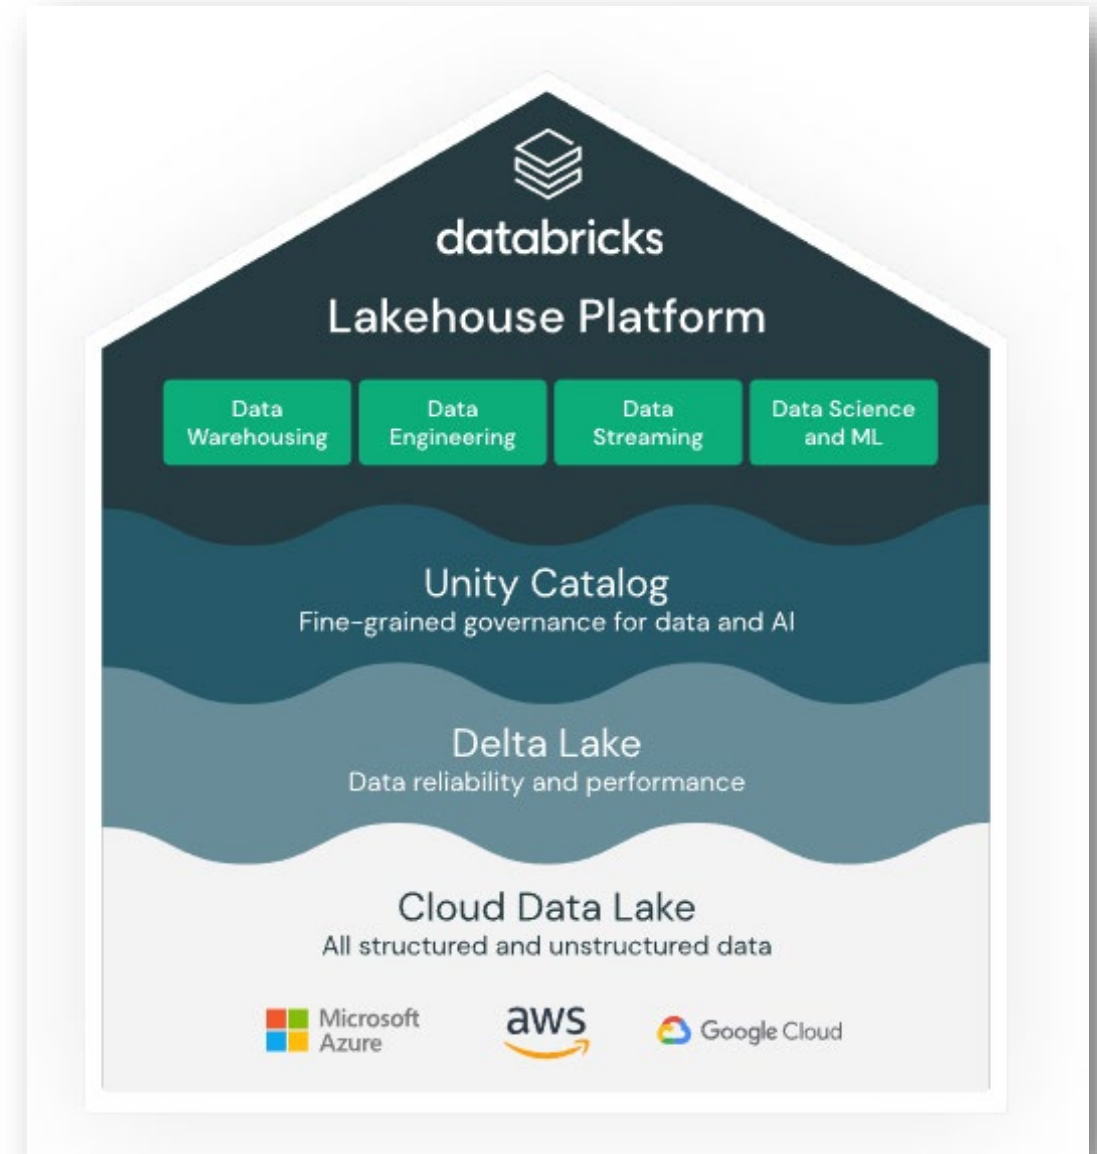 databricks
Lakehouse Platform
Data
Warehousing
Data
Engineering
Data
Streaming
Data Science
and ML
Unity Catalog
Fine-grained governance for data and AI
Delta Lake
Data reliability and performance
Cloud Data Lake
All structured and unstructured data
Microsoft
Azure
aws
Google Cloud